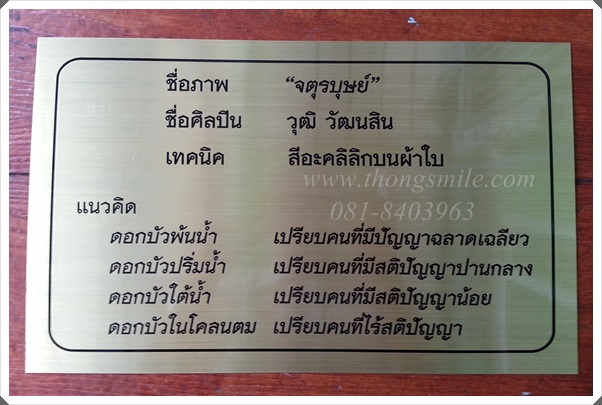 ชื่อภาพ “จตุรบุษย์”
ชื่อศิลปิน วุฒิ วัฒนสิน
เทคนิค สีอะคลิลิกบนผ้าใบ
www.thongsmile.com
แนวคิด
081-8403963
ดอกบัวพ้นน้ำ เปรียบคนที่มีปัญญาฉลาดเฉลียว
ดอกบัวปริ่มน้ำ เปรียบคนที่มีสติปัญญาปานกลาง
ดอกบัวใต้น้ำ เปรียบคนที่มีสติปัญญาน้อย
ดอกบัวในโคลนตม เปรียบคนที่ไร้สติปัญญา